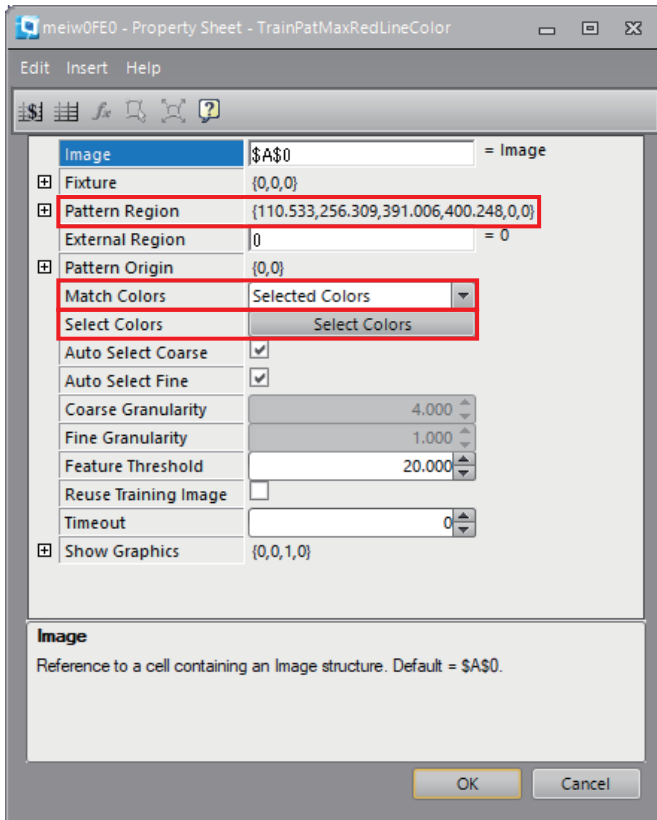 meiw0FE0 - Property Sheet - TrainPatMaxRedLineColor
Edit Insert Help
$ fx ?
Image $A$0 = Image
Fixture {0,0,0}
Pattern Region {110.533,256.309,391.006,400.248,0,0}
External Region 0 = 0
Pattern Origin {0,0}
Match Colors Selected Colors
Select Colors Select Colors
Auto Select Coarse
Auto Select Fine
Coarse Granularity 4.000
Fine Granularity 1.000
Feature Threshold 20.000
Reuse Training Image
Timeout 0
Show Graphics {0,0,1,0}
Image
Reference to a cell containing an Image structure. Default = $A$0.
OK Cancel